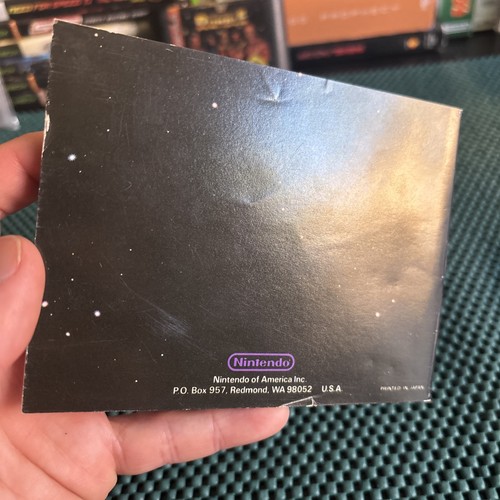 Nintendo
Nintendo of America Inc.
P.O. Box 957, Redmond, WA 98052 U.S.A.
PRINTED IN JAPAN